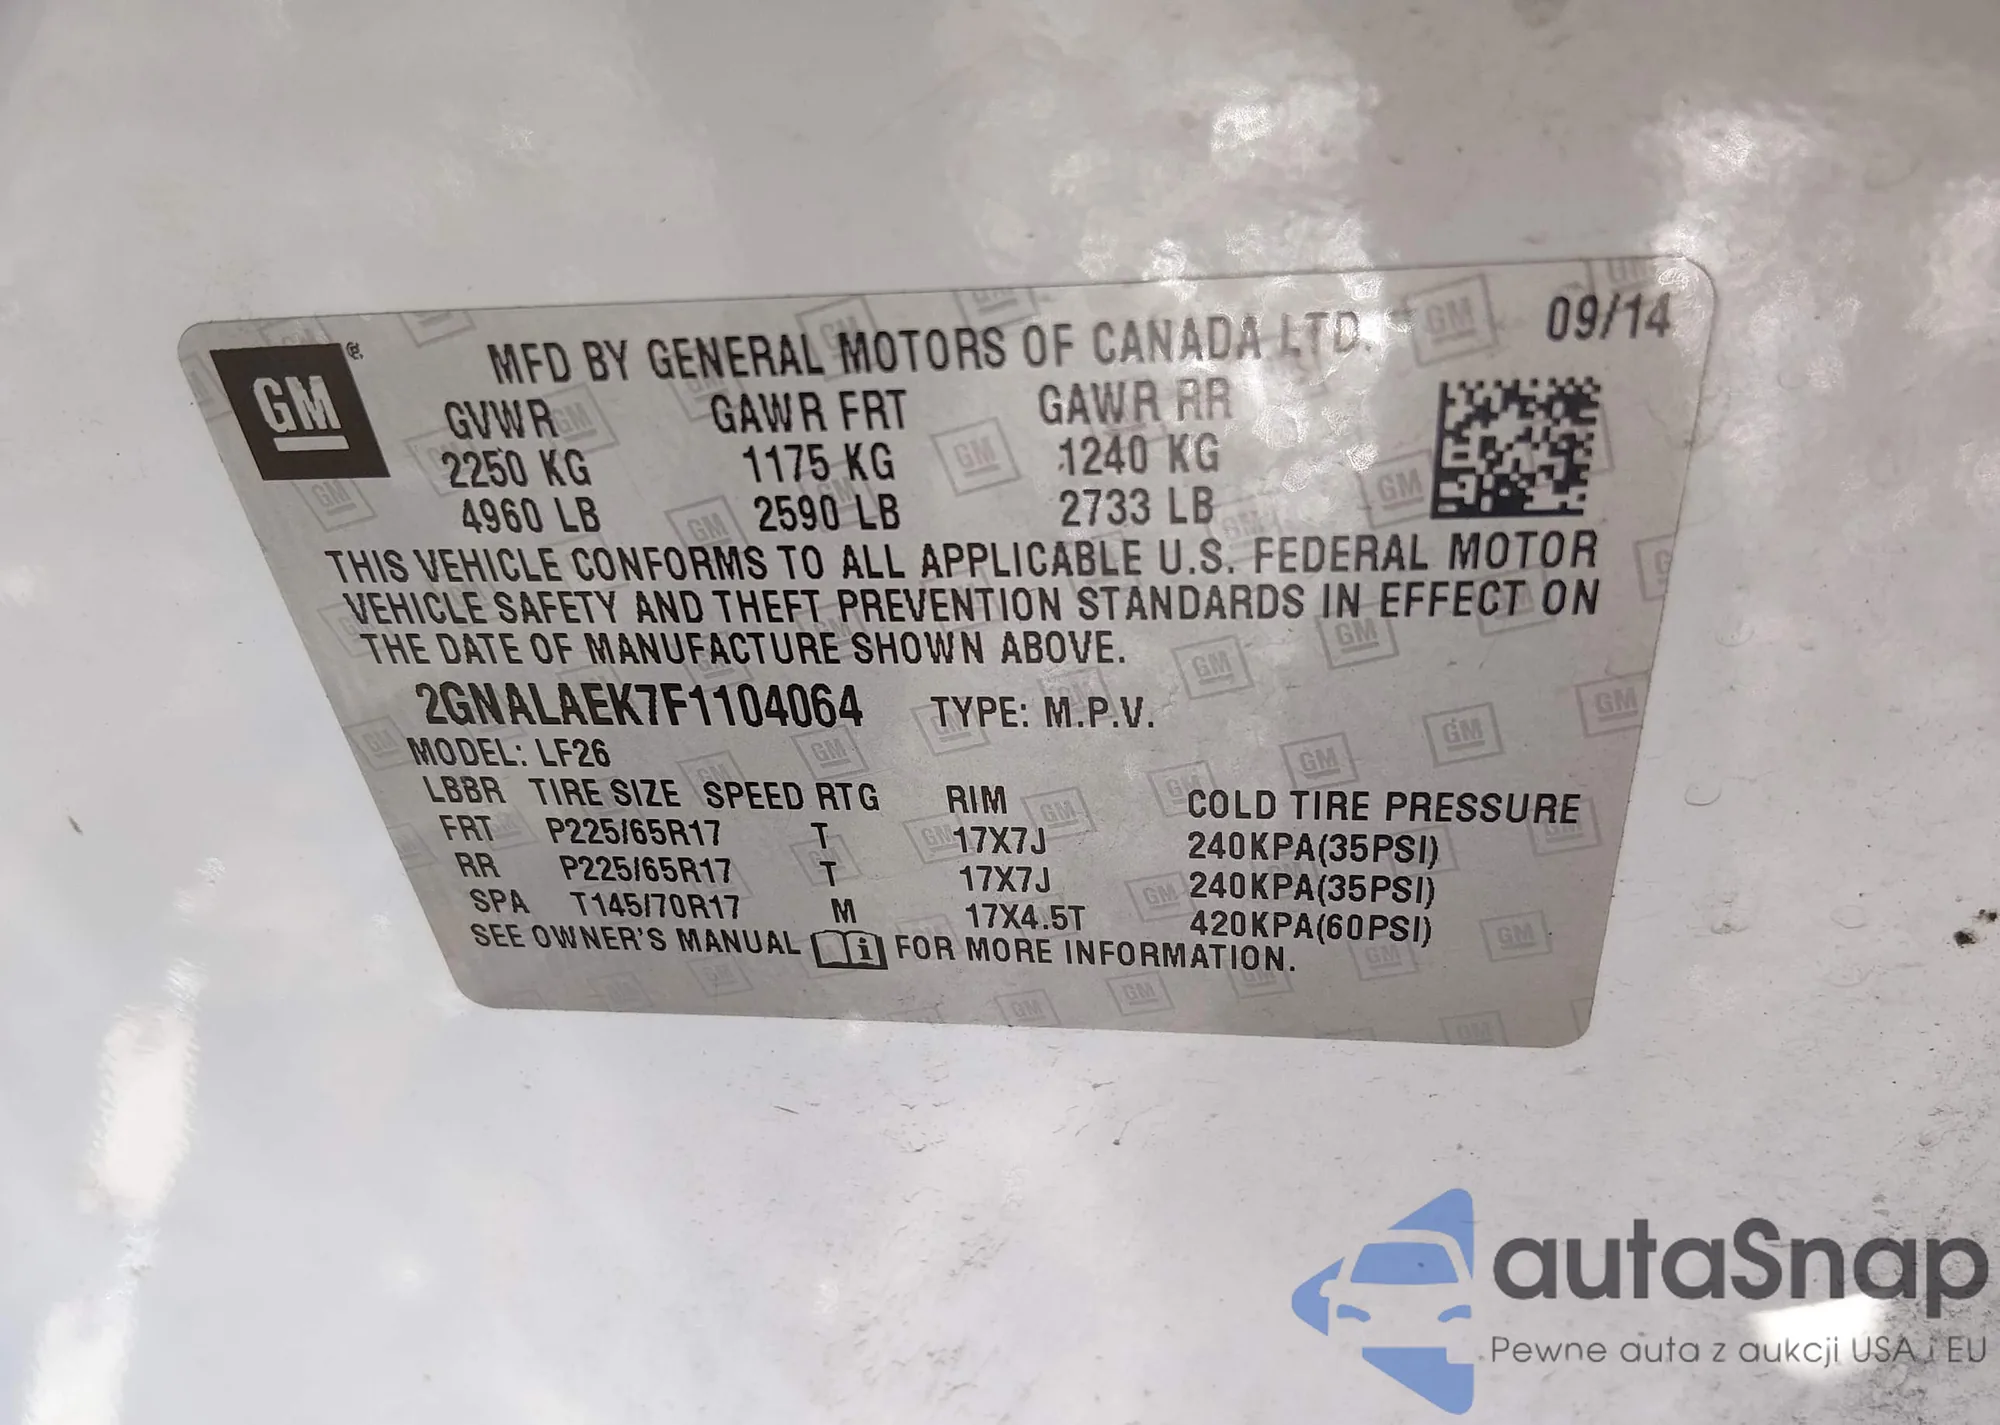 GM
MFD BY GENERAL MOTORS OF CANADA LTD. 09/14
GVWR GAWR FRT GAWR RR
2250 KG 1175 KG 1240 KG
4960 LB 2590 LB 2733 LB
THIS VEHICLE CONFORMS TO ALL APPLICABLE U.S. FEDERAL MOTOR
VEHICLE SAFETY AND THEFT PREVENTION STANDARDS IN EFFECT ON
THE DATE OF MANUFACTURE SHOWN ABOVE.
2GNALAEK7F1104064 TYPE: M.P.V.
MODEL: LF26
LBBR TIRE SIZE SPEED RTG RIM COLD TIRE PRESSURE
FRT P225/65R17 T 17X7J 240KPA(35PSI)
RR P225/65R17 T 17X7J 240KPA(35PSI)
SPA T145/70R17 M 17X4.5T 420KPA(60PSI)
SEE OWNER'S MANUAL i FOR MORE INFORMATION.
autaSnap
Pewne auta z aukcji USA i EU